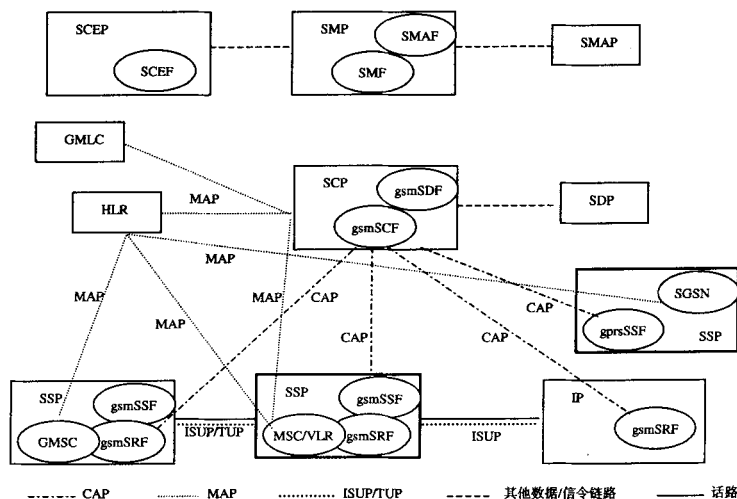 SCEP
SCEF
SMP
SMAF
SMF
SMAP
GMLC
HLR
MAP
SCP
gsmSDF
gsmSCF
SDP
MAP
MAP
MAP
MAP
CAP
CAP
CAP
CAP
SGSN
gprsSSF
SSP
SSP
gsmSSF
GMSC
gsmSRF
ISUP/TUP
SSP
gsmSSF
MSC/VLR
gsmSRF
ISUP
IP
gsmSRF
CAP MAP ISUP/TUP 其他数据/信令链路 话路